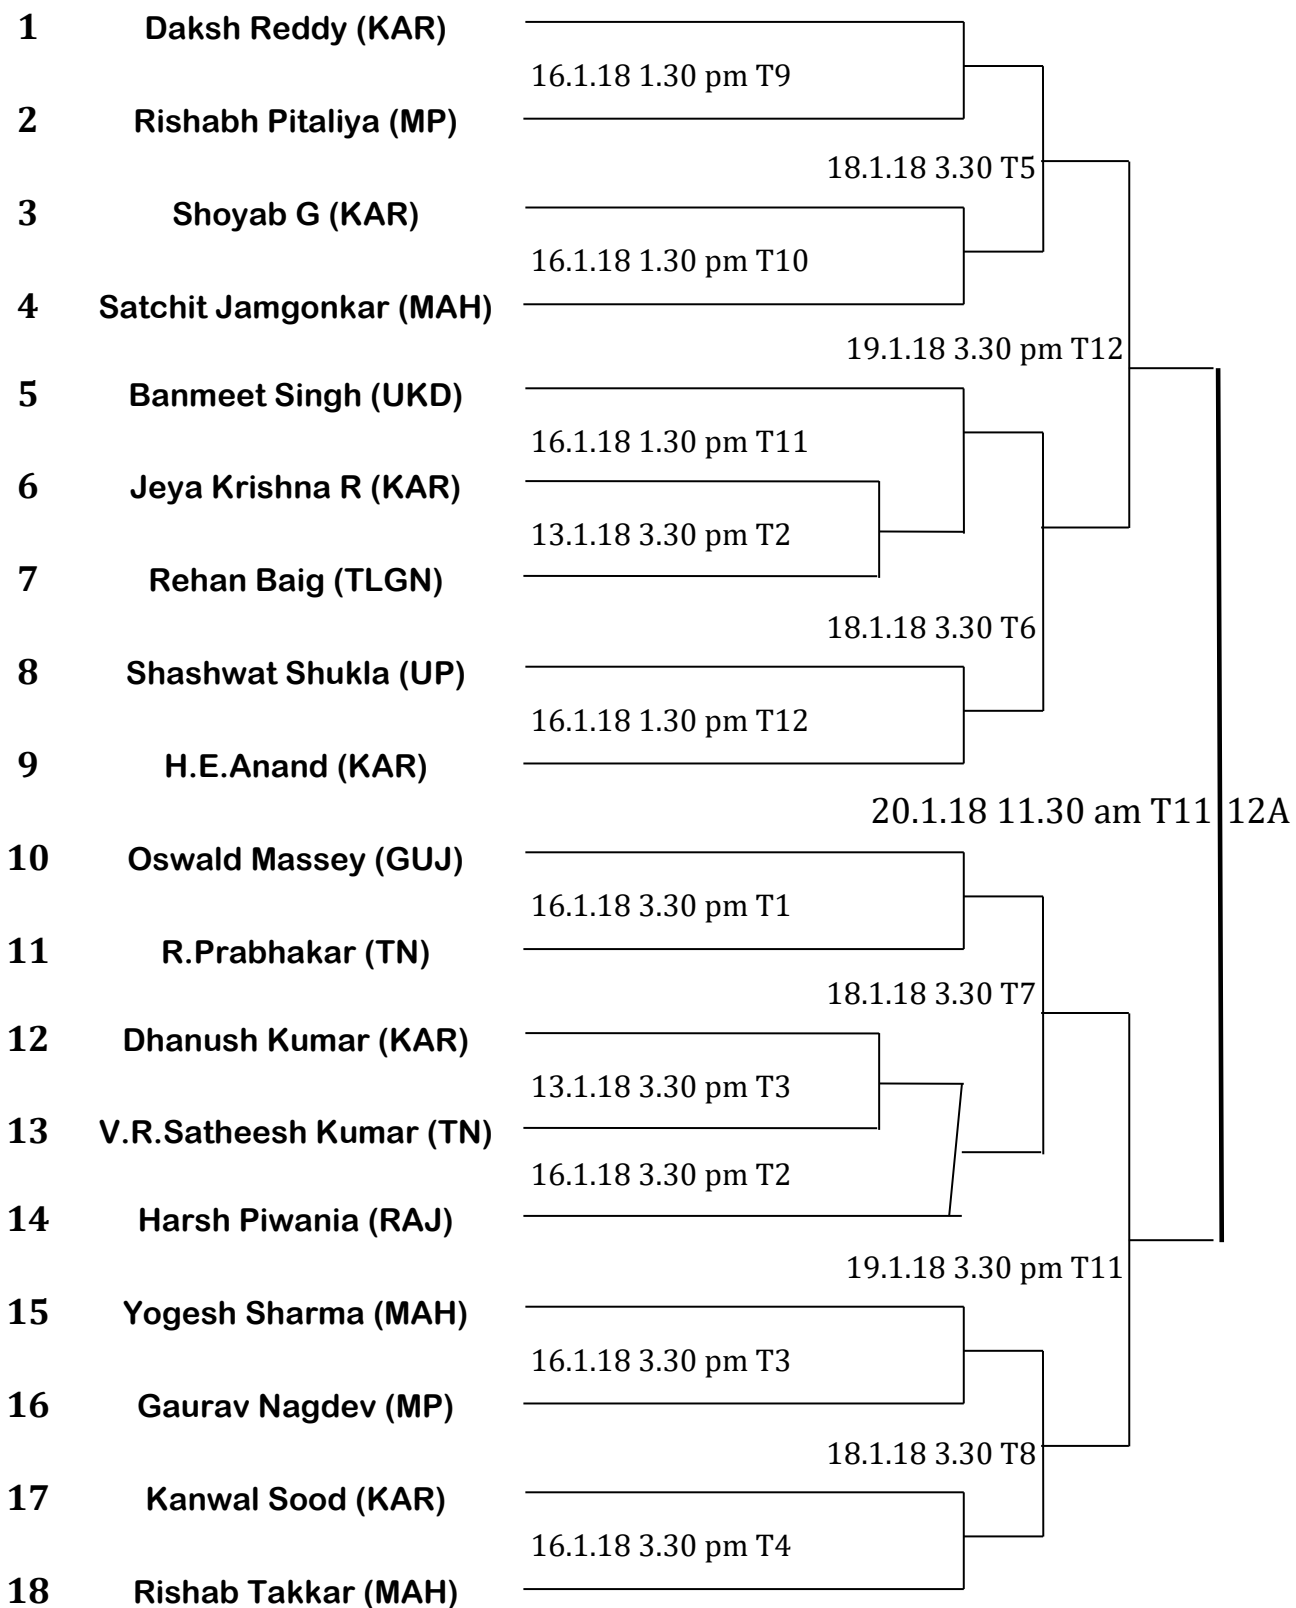 1 Daksh Reddy (KAR)
16.1.18 1.30 pm T9
2 Rishabh Pitaliya (MP)
18.1.18 3.30 T5
3 Shoyab G (KAR)
16.1.18 1.30 pm T10
4 Satchit Jamgonkar (MAH)
19.1.18 3.30 pm T12
5 Banmeet Singh (UKD)
16.1.18 1.30 pm T11
6 Jeya Krishna R (KAR)
13.1.18 3.30 pm T2
7 Rehan Baig (TLGN)
18.1.18 3.30 T6
8 Shashwat Shukla (UP)
16.1.18 1.30 pm T12
9 H.E.Anand (KAR)
20.1.18 11.30 am T11 12A
10 Oswald Massey (GUJ)
16.1.18 3.30 pm T1
11 R.Prabhakar (TN)
18.1.18 3.30 T7
12 Dhanush Kumar (KAR)
13.1.18 3.30 pm T3
13 V.R.Satheesh Kumar (TN)
16.1.18 3.30 pm T2
14 Harsh Piwania (RAJ)
19.1.18 3.30 pm T11
15 Yogesh Sharma (MAH)
16.1.18 3.30 pm T3
16 Gaurav Nagdev (MP)
18.1.18 3.30 T8
17 Kanwal Sood (KAR)
16.1.18 3.30 pm T4
18 Rishab Takkar (MAH)